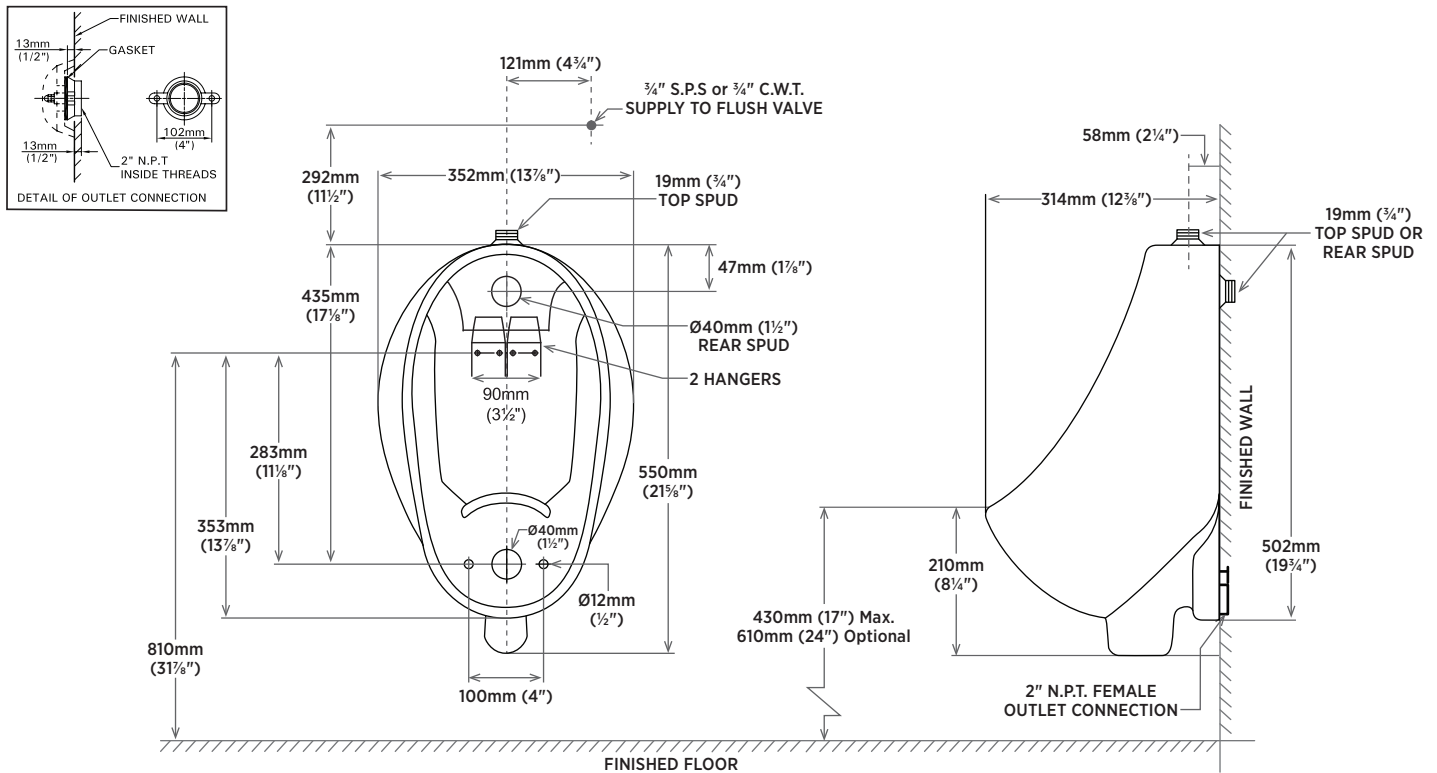 FINISHED WALL
13mm
(1/2")
GASKET
102mm
(4")
13mm
(1/2")
2" N.P.T
INSIDE THREADS
DETAIL OF OUTLET CONNECTION
121mm (4¾")
¾" S.P.S or ¾" C.W.T.
SUPPLY TO FLUSH VALVE
292mm
(11½")
352mm (13⅞")
19mm (¾")
TOP SPUD
47mm (1⅞")
435mm
(17⅛")
Ø40mm (1½")
REAR SPUD
2 HANGERS
90mm
(3½")
283mm
(11⅛")
550mm
(21⅝")
353mm
(13⅞")
Ø40mm
(1½")
Ø12mm
(½")
810mm
(31⅞")
100mm (4")
58mm (2¼")
314mm (12⅜")
19mm (¾")
TOP SPUD OR
REAR SPUD
FINISHED WALL
502mm
(19¾")
210mm
(8¼")
430mm (17") Max.
610mm (24") Optional
2" N.P.T. FEMALE
OUTLET CONNECTION
FINISHED FLOOR